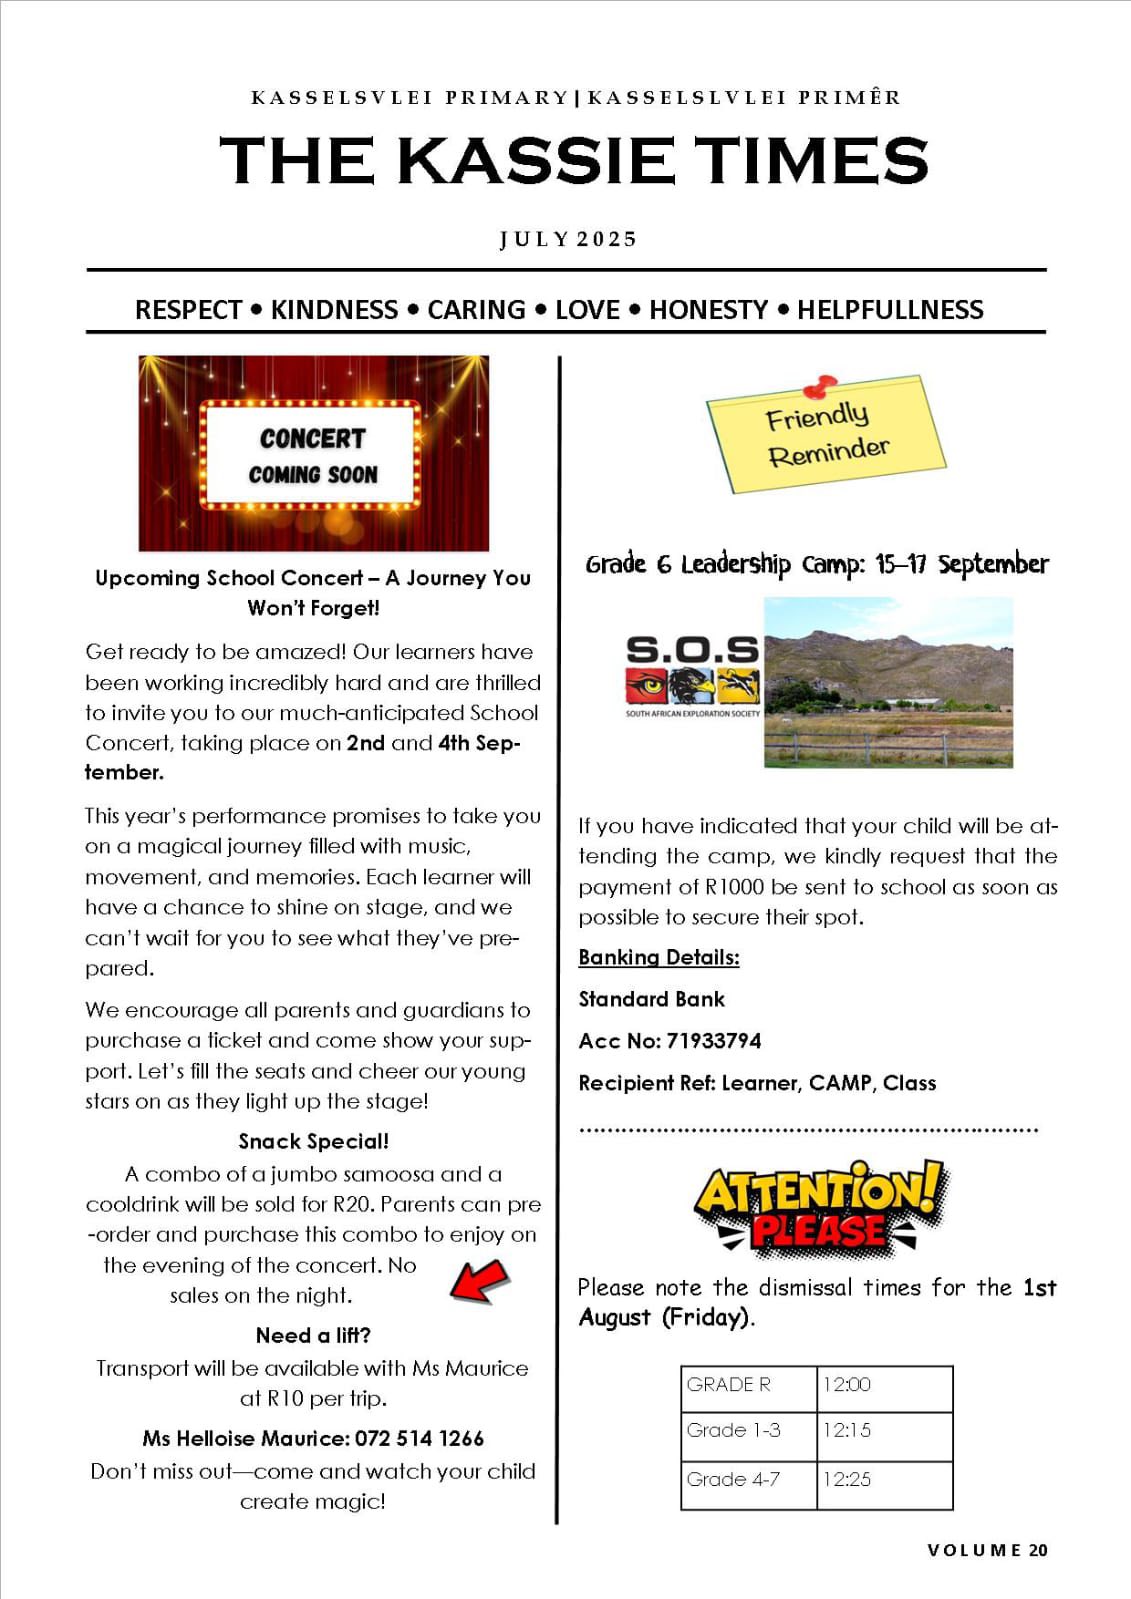 KASSELSVLEI PRIMARY|KASSELSLVLEI PRIMÊR
THE KASSIE TIMES
JULY 2025
RESPECT • KINDNESS • CARING • LOVE • HONESTY • HELPFULLNESS
CONCERT
COMING SOON
Upcoming School Concert – A Journey You
Won't Forget!
Get ready to be amazed! Our learners have
been working incredibly hard and are thrilled
to invite you to our much-anticipated School
Concert, taking place on 2nd and 4th Sep-
tember.
This year's performance promises to take you
on a magical journey filled with music,
movement, and memories. Each learner will
have a chance to shine on stage, and we
can't wait for you to see what they've pre-
pared.
We encourage all parents and guardians to
purchase a ticket and come show your sup-
port. Let's fill the seats and cheer our young
stars on as they light up the stage!
Snack Special!
A combo of a jumbo samoosa and a
cooldrink will be sold for R20. Parents can pre
-order and purchase this combo to enjoy on
the evening of the concert. No
sales on the night.
Need a lift?
Transport will be available with Ms Maurice
at R10 per trip.
Ms Helloise Maurice: 072 514 1266
Don't miss out—come and watch your child
create magic!
Friendly
Reminder
Grade 6 Leadership Camp: 15–17 September
S.O.S
SOUTH AFRICAN EXPLORATION SOCIETY
If you have indicated that your child will be at-
tending the camp, we kindly request that the
payment of R1000 be sent to school as soon as
possible to secure their spot.
Banking Details:
Standard Bank
Acc No: 71933794
Recipient Ref: Learner, CAMP, Class
ATTENTION!
PLEASE
Please note the dismissal times for the 1st
August (Friday).
GRADE R 12:00
Grade 1-3 12:15
Grade 4-7 12:25
VOLUME 20